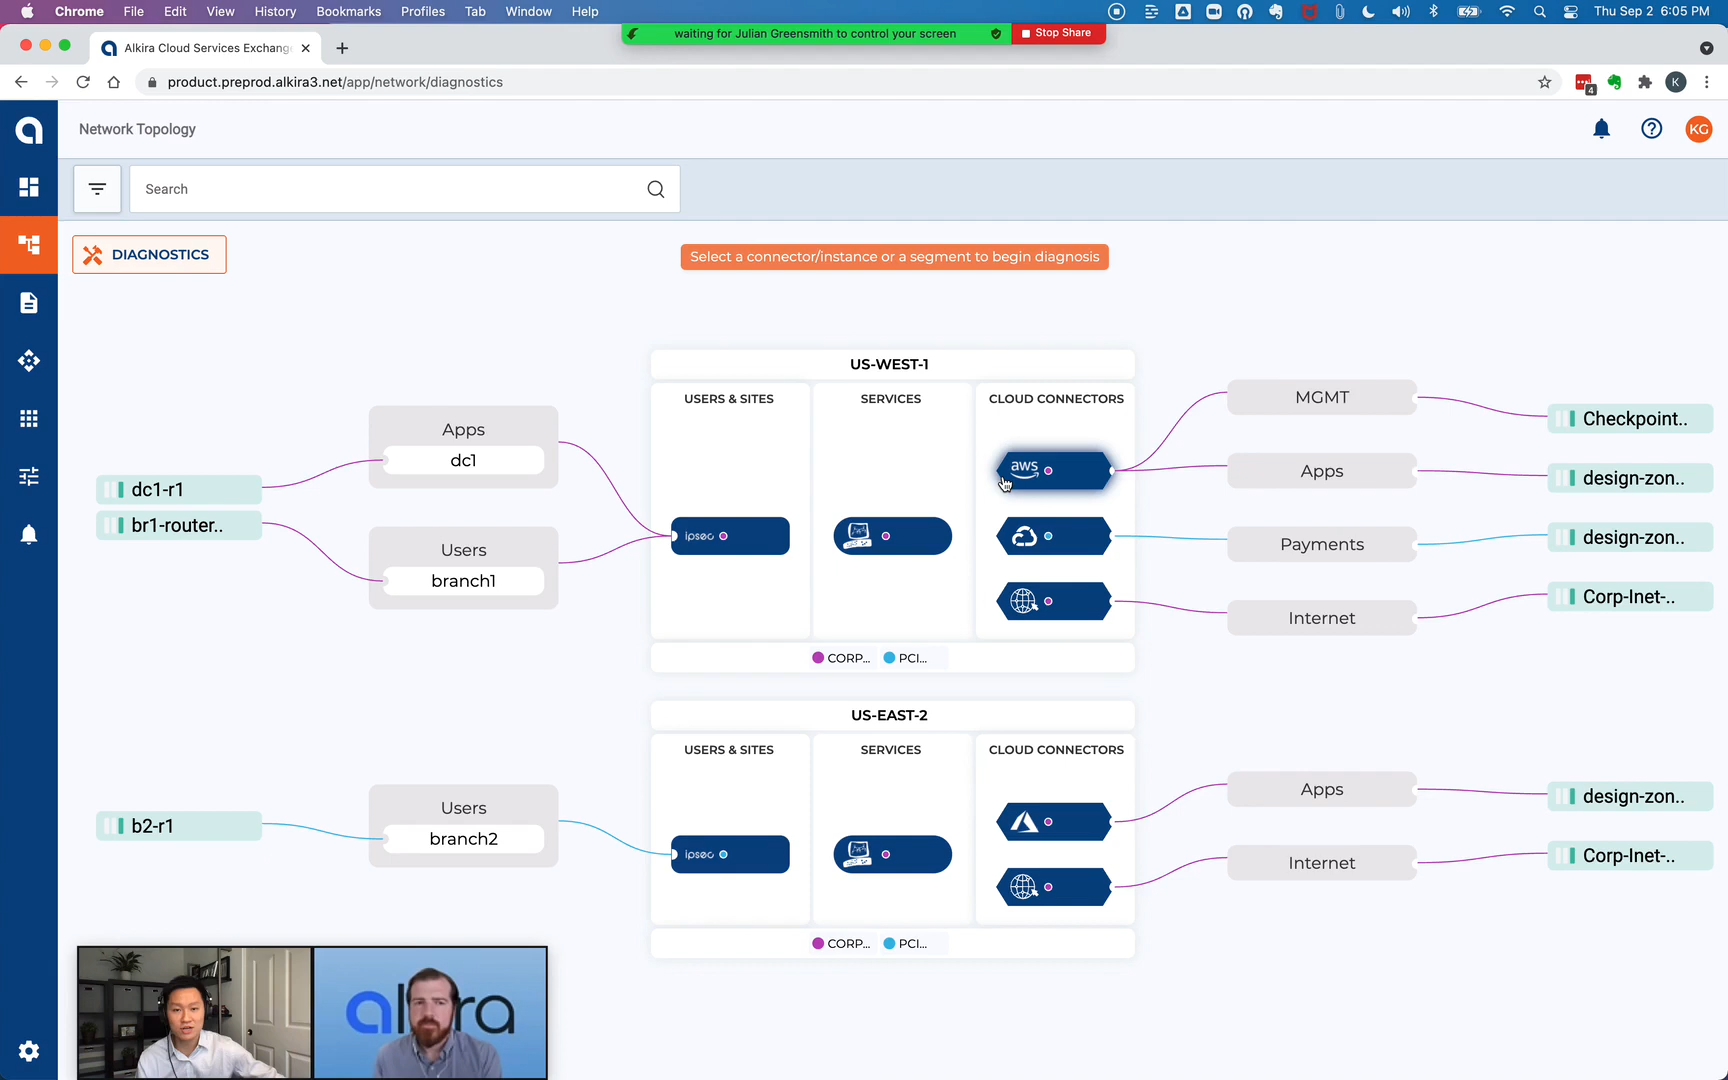 Chrome File Edit View History Bookmarks Profiles Tab Window Help
Thu Sep 2 6:05 PM
waiting for Julian Greensmith to control your screen
Stop Share
Alkira Cloud Services Exchang
product.preprod.alkira3.net/app/network/diagnostics
4
K
Network Topology
KG
Search
DIAGNOSTICS
Select a connector/instance or a segment to begin diagnosis
US-WEST-1
USERS & SITES
SERVICES
CLOUD CONNECTORS
dc1-r1
br1-router..
Apps
dc1
Users
branch1
ipsec
aws
MGMT
Apps
Payments
Internet
Checkpoint..
design-zon..
design-zon..
Corp-Inet-..
CORP...
PCI...
US-EAST-2
USERS & SITES
SERVICES
CLOUD CONNECTORS
b2-r1
Users
branch2
ipsec
Apps
Internet
design-zon..
Corp-Inet-..
CORP...
PCI...
alkira